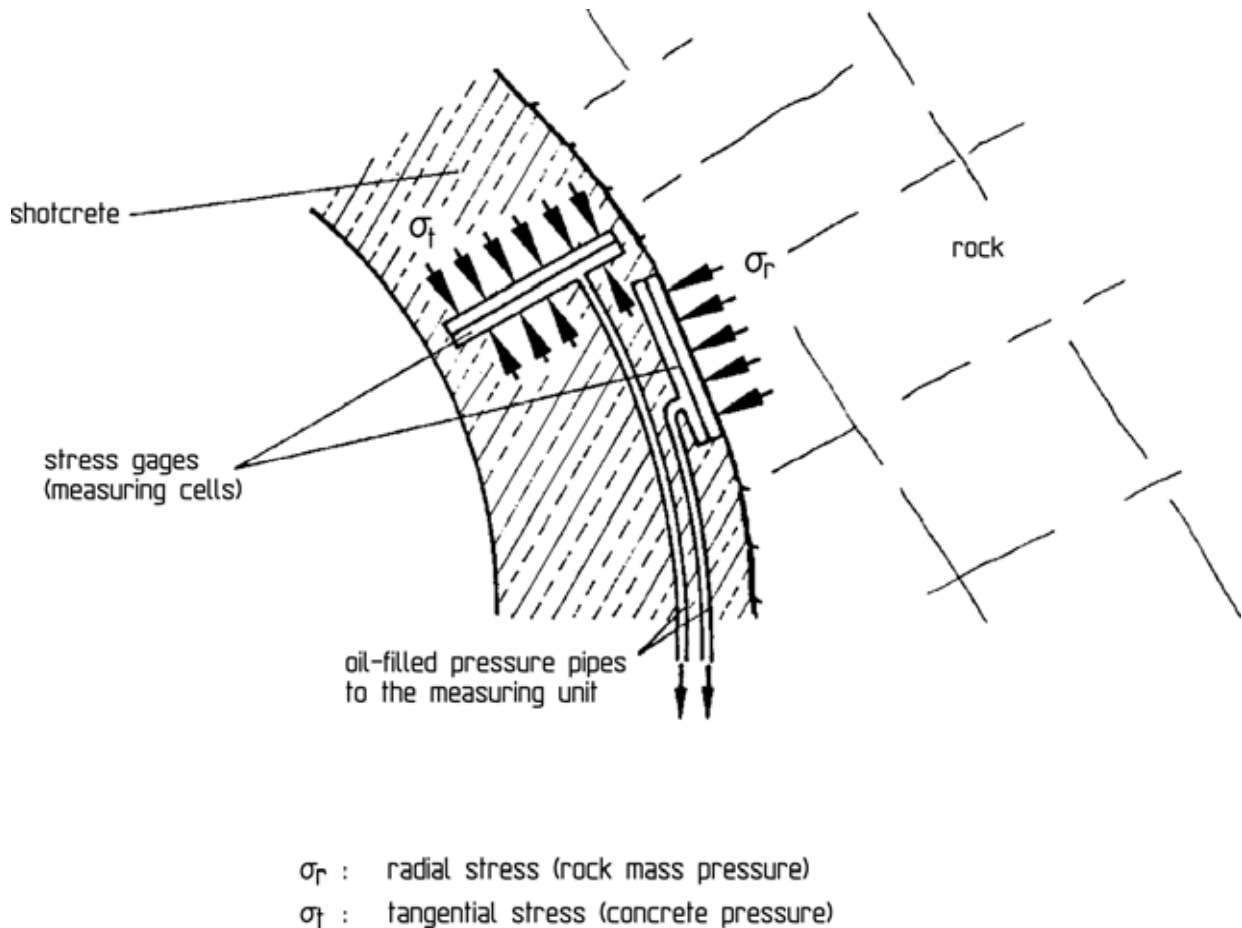 shotcrete
σt
σr
rock
stress gages
(measuring cells)
oil-filled pressure pipes
to the measuring unit
σr : radial stress (rock mass pressure)
σt : tangential stress (concrete pressure)